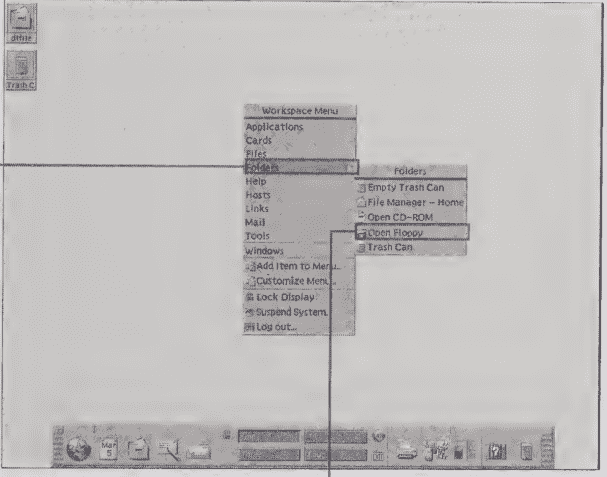 Trash C
Workspace Menu
Applications
Cards
Files
Folders
Help
Hosts
Links
Mail
Tools
Windows
Add Item to Menu...
Customize Menu...
Lock Display
Suspend System...
Log out...
Folders
Empty Trash Can
File Manager – Home
Open CD-ROM
Open Floppy
Trash Can
Mar
5